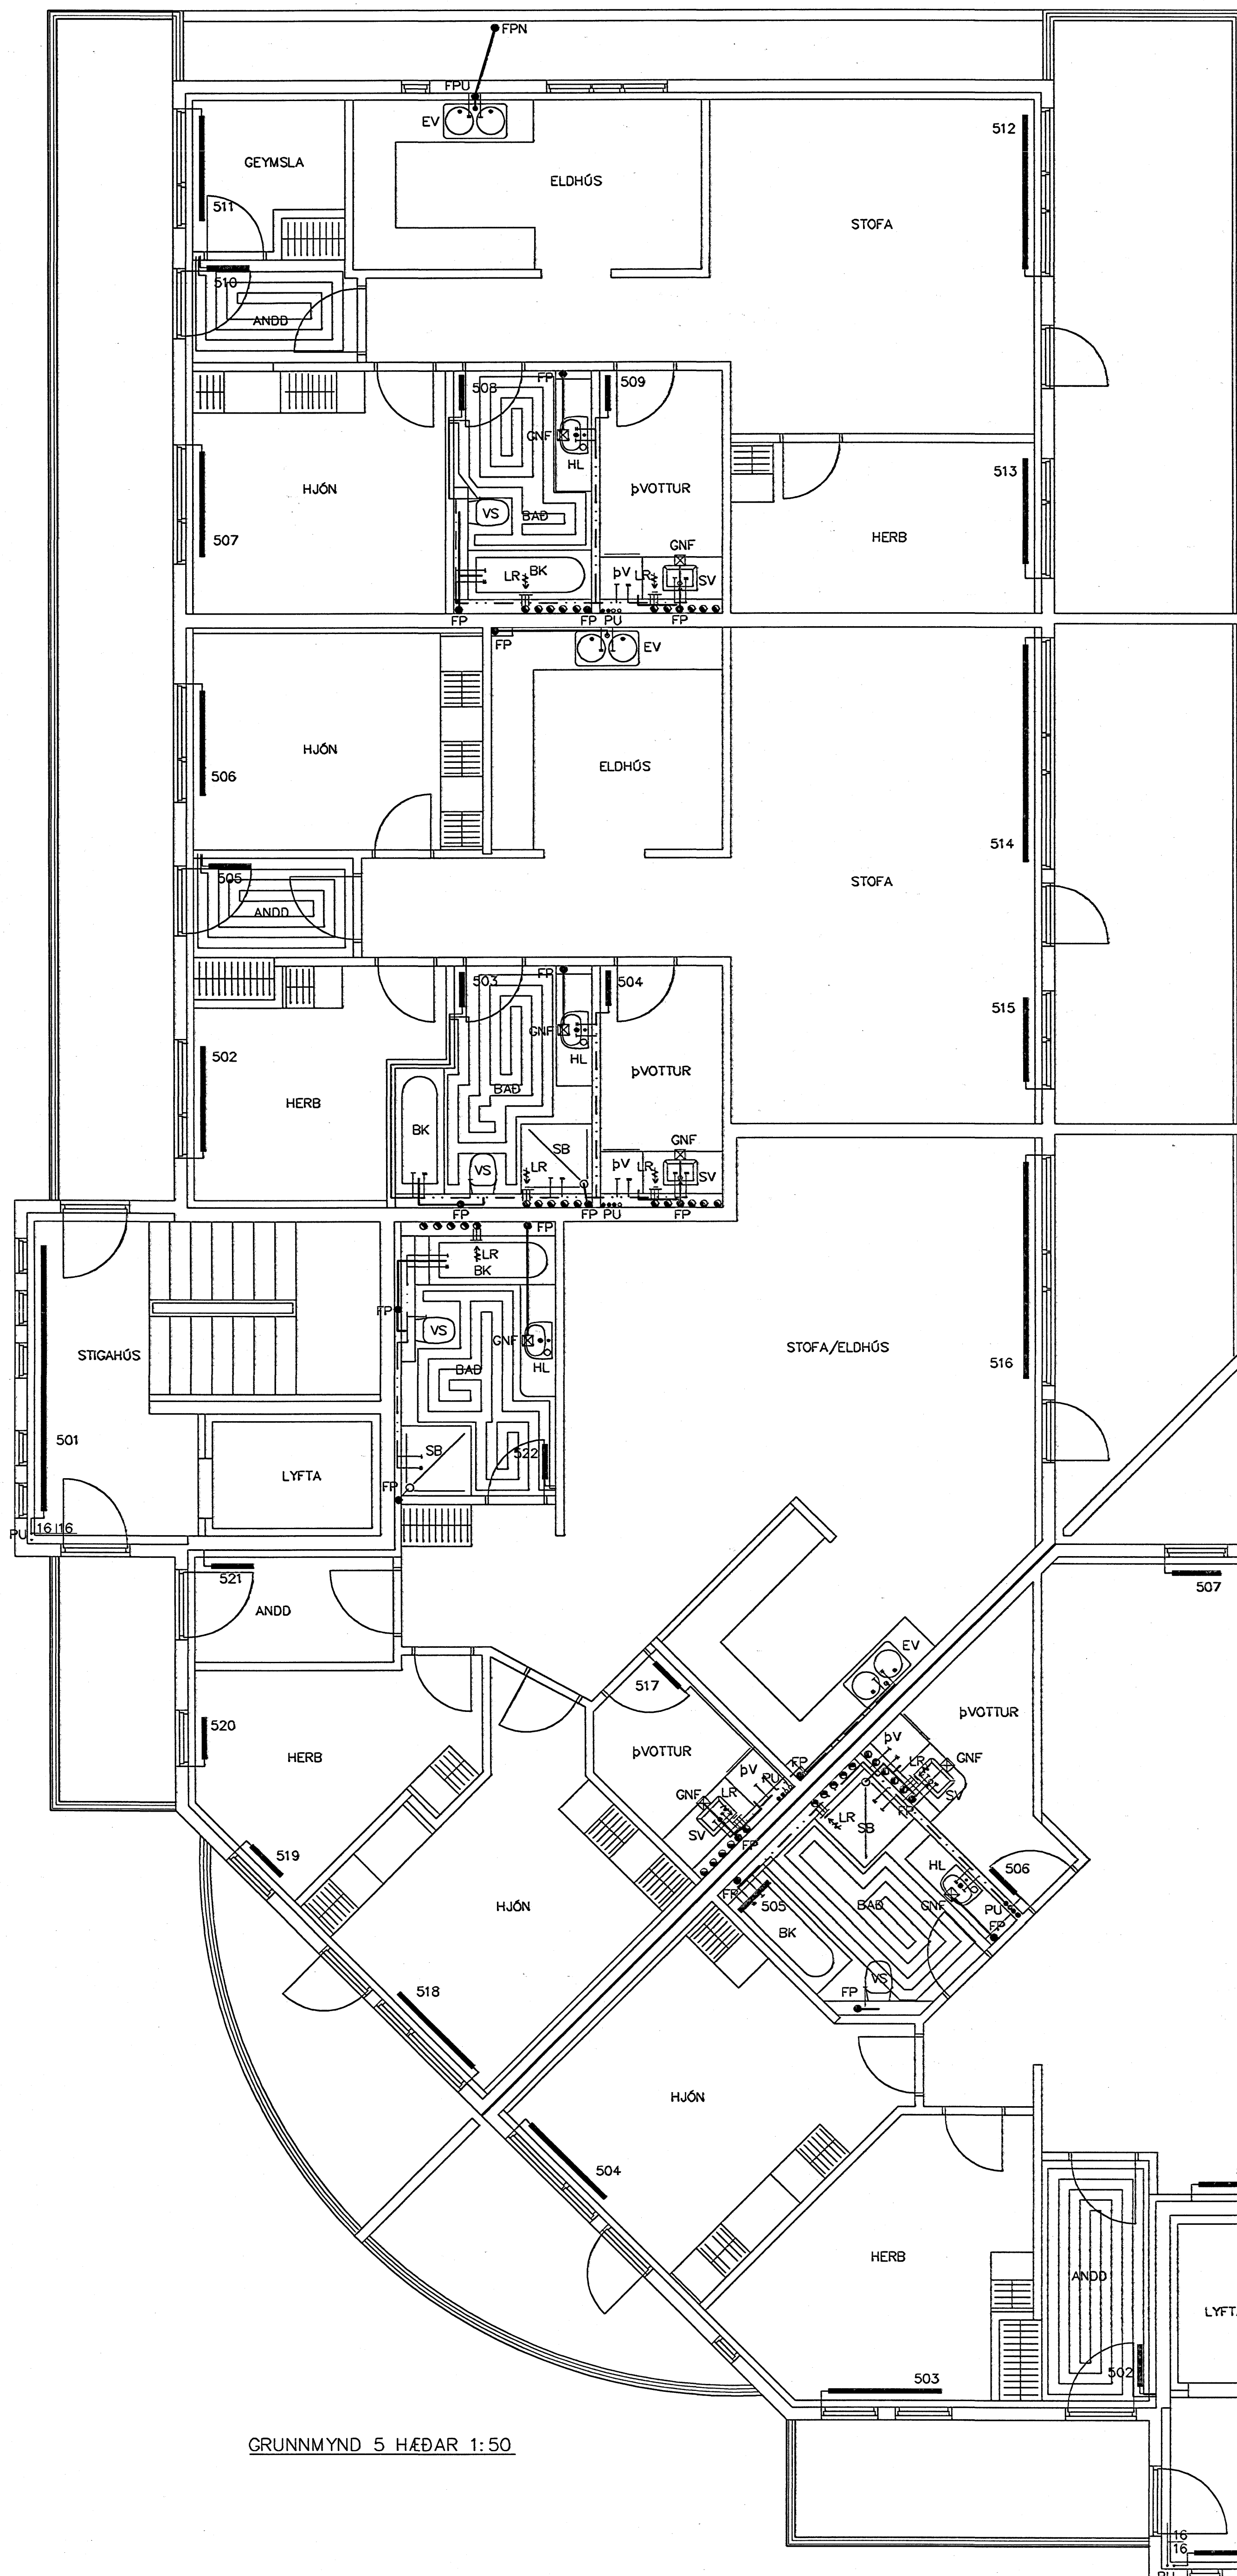 FPN
FPU
EV
512
GEYMSLA
ELDHÚS
511
STOFA
510
ANDD
508
FP
509
GNF
HL
513
HJÓN
ÞVOTTUR
VS
BAÐ
HERB
507
GNF
LR
BK
ÞV
LR
SV
FP
FP
PU
FP
FP
EV
HJÓN
ELDHÚS
506
514
505
STOFA
ANDD
503
FP
504
515
GNF
HL
502
ÞVOTTUR
BAÐ
HERB
BK
GNF
SB
VS
LR
ÞV
LR
SV
FP
FP
PU
FP
FP
LR
BK
FP
VS
GNF
STIGAHÚS
BAÐ
HL
STOFA/ELDHÚS
516
501
SB
522
LYFTA
FP
16 16
PU
521
507
ANDD
EV
517
520
ÞVOTTUR
HERB
ÞVOTTUR
ÞV
FP
GNF
ÞV
PU
LR
GNF
LR
SV
FP
SV
LR
SB
FP
519
HL
506
FP
505
BAÐ
GNF
HJÓN
PU
BK
FP
VS
518
FP
HJÓN
504
HERB
ANDD
LYFT
502
503
GRUNNMYND 5 HÆÐAR 1:50
16
16
PU